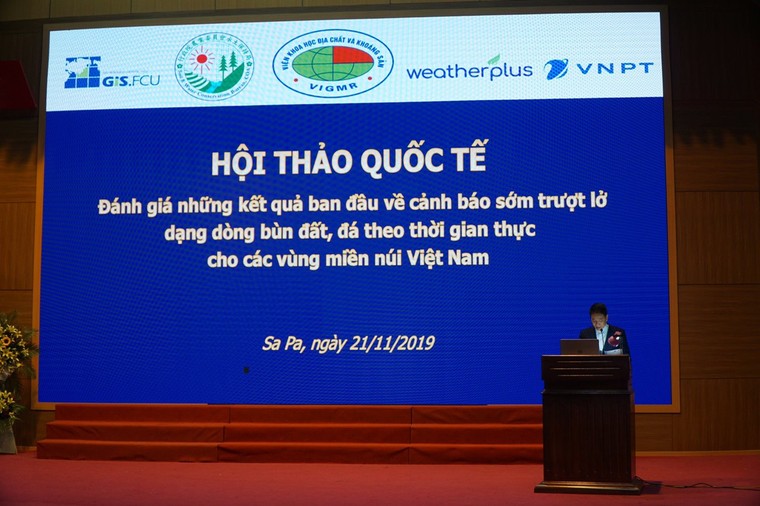 GIS.FCU
VIỆN KHOA HỌC ĐỊA CHẤT VÀ KHOÁNG SẢN
VIGMR
weatherplus
VNPT
HỘI THẢO QUỐC TẾ
Đánh giá những kết quả ban đầu về cảnh báo sớm trượt lở
dạng dòng bùn đất, đá theo thời gian thực
cho các vùng miền núi Việt Nam
Sa Pa, ngày 21/11/2019